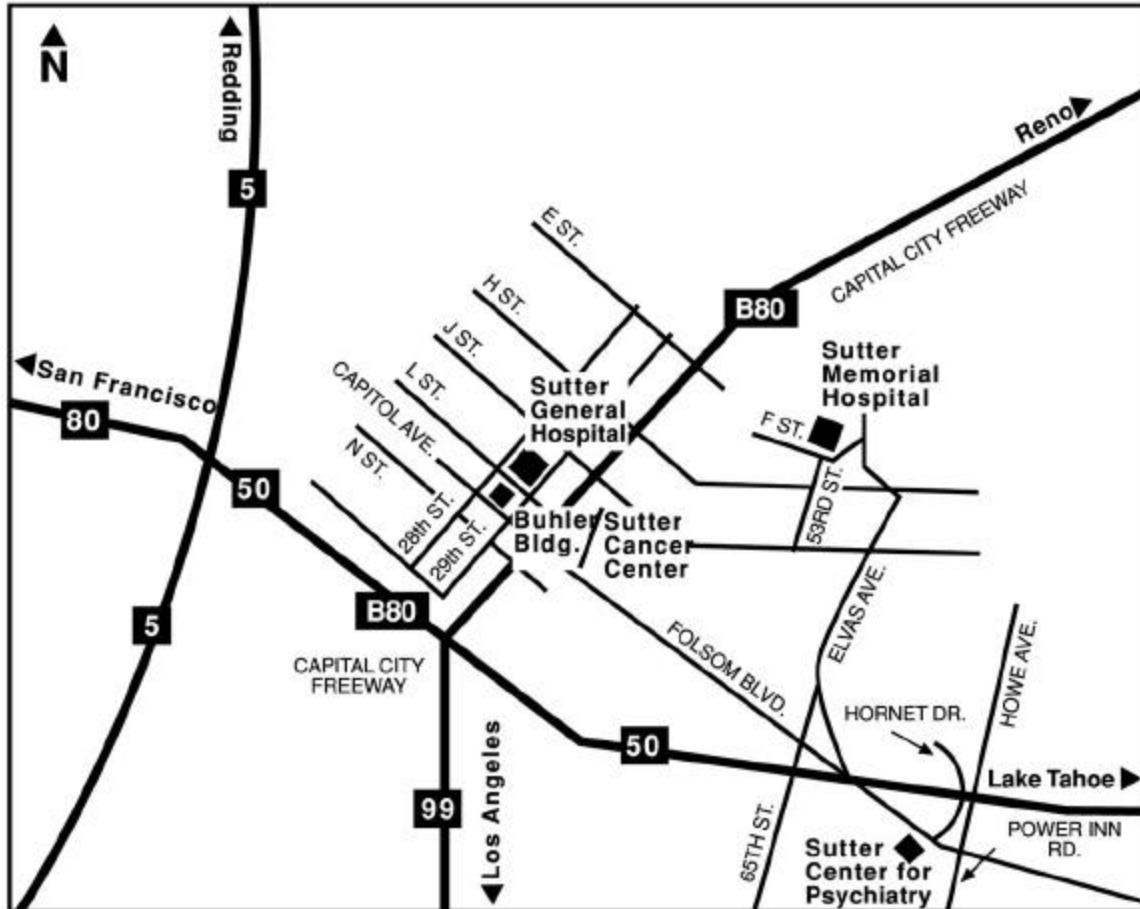 N
Redding
5
Reno
CAPITAL CITY FREEWAY
E ST.
H ST.
B80
J ST.
San Francisco
80
L ST.
CAPITOL AVE.
Sutter
General
Hospital
Sutter
Memorial
Hospital
F ST.
N ST.
50
28th ST.
29th ST.
Buhler
Bldg.
Sutter
Cancer
Center
53RD ST.
B80
5
CAPITAL CITY
FREEWAY
FOLSOM BLVD.
ELVAS AVE.
HOWE AVE.
HORNET DR.
50
Lake Tahoe
99
Los Angeles
65TH ST.
POWER INN
RD.
Sutter
Center for
Psychiatry